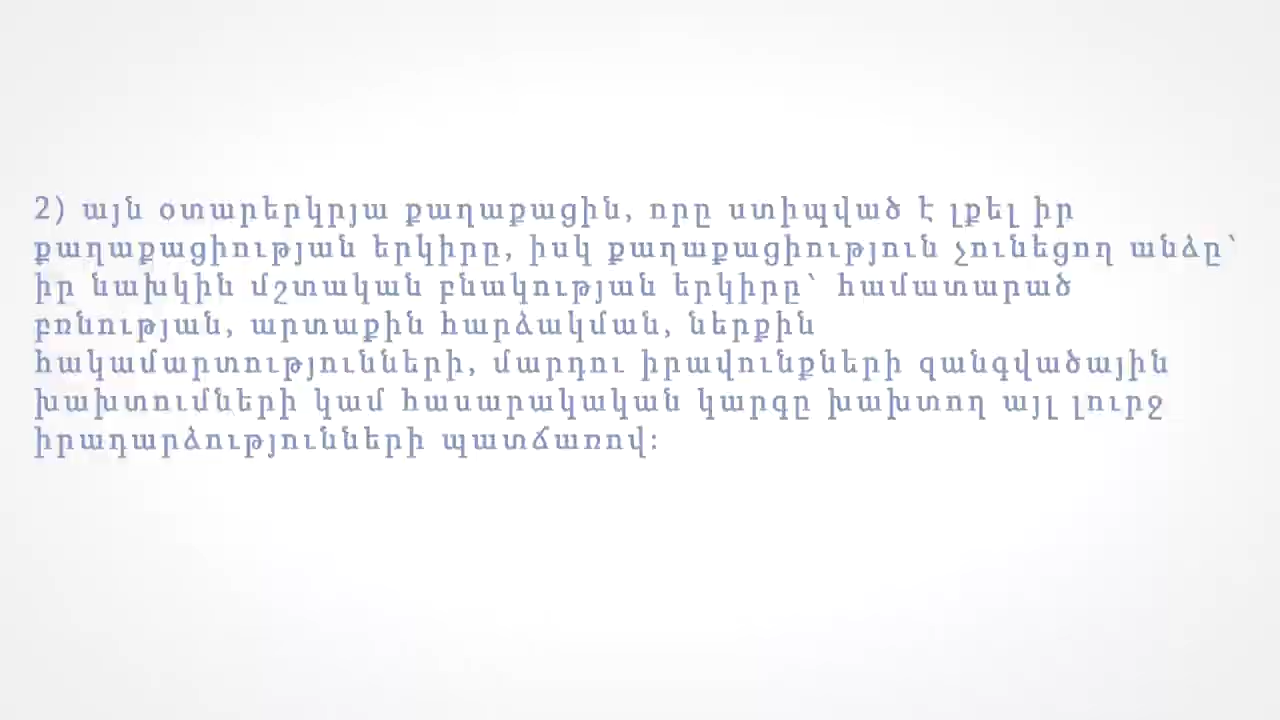 2) այն օտարերկրյա քաղաքացին, որը ստիպված է լքել իր
քաղաքացիության երկիրը, իսկ քաղաքացիություն չունեցող անձը՝
իր նախկին մշտական բնակության երկիրը՝ համատարած
բռնության, արտաքին հարձակման, ներքին
հակամարտությունների, մարդու իրավունքների զանգվածային
խախտումների կամ հասարակական կարգը խախտող այլ լուրջ
իրադարձությունների պատճառով: